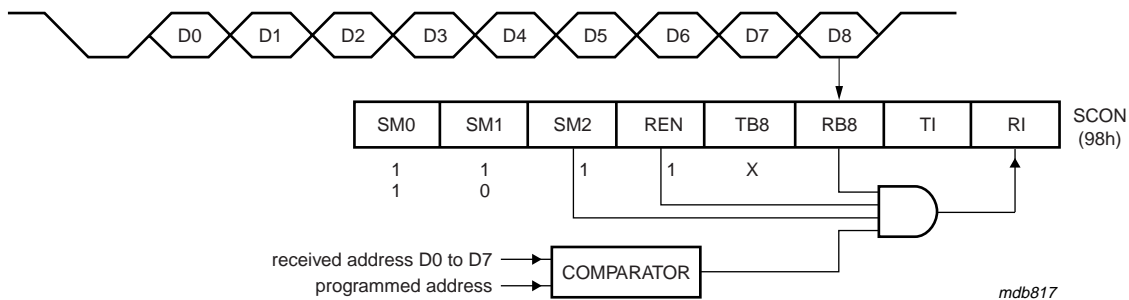 D0 D1 D2 D3 D4 D5 D6 D7 D8
SM0 SM1 SM2 REN TB8 RB8 TI RI SCON
(98h)
1 1 1 1 X
1 0
received address D0 to D7
programmed address
COMPARATOR
mdb817